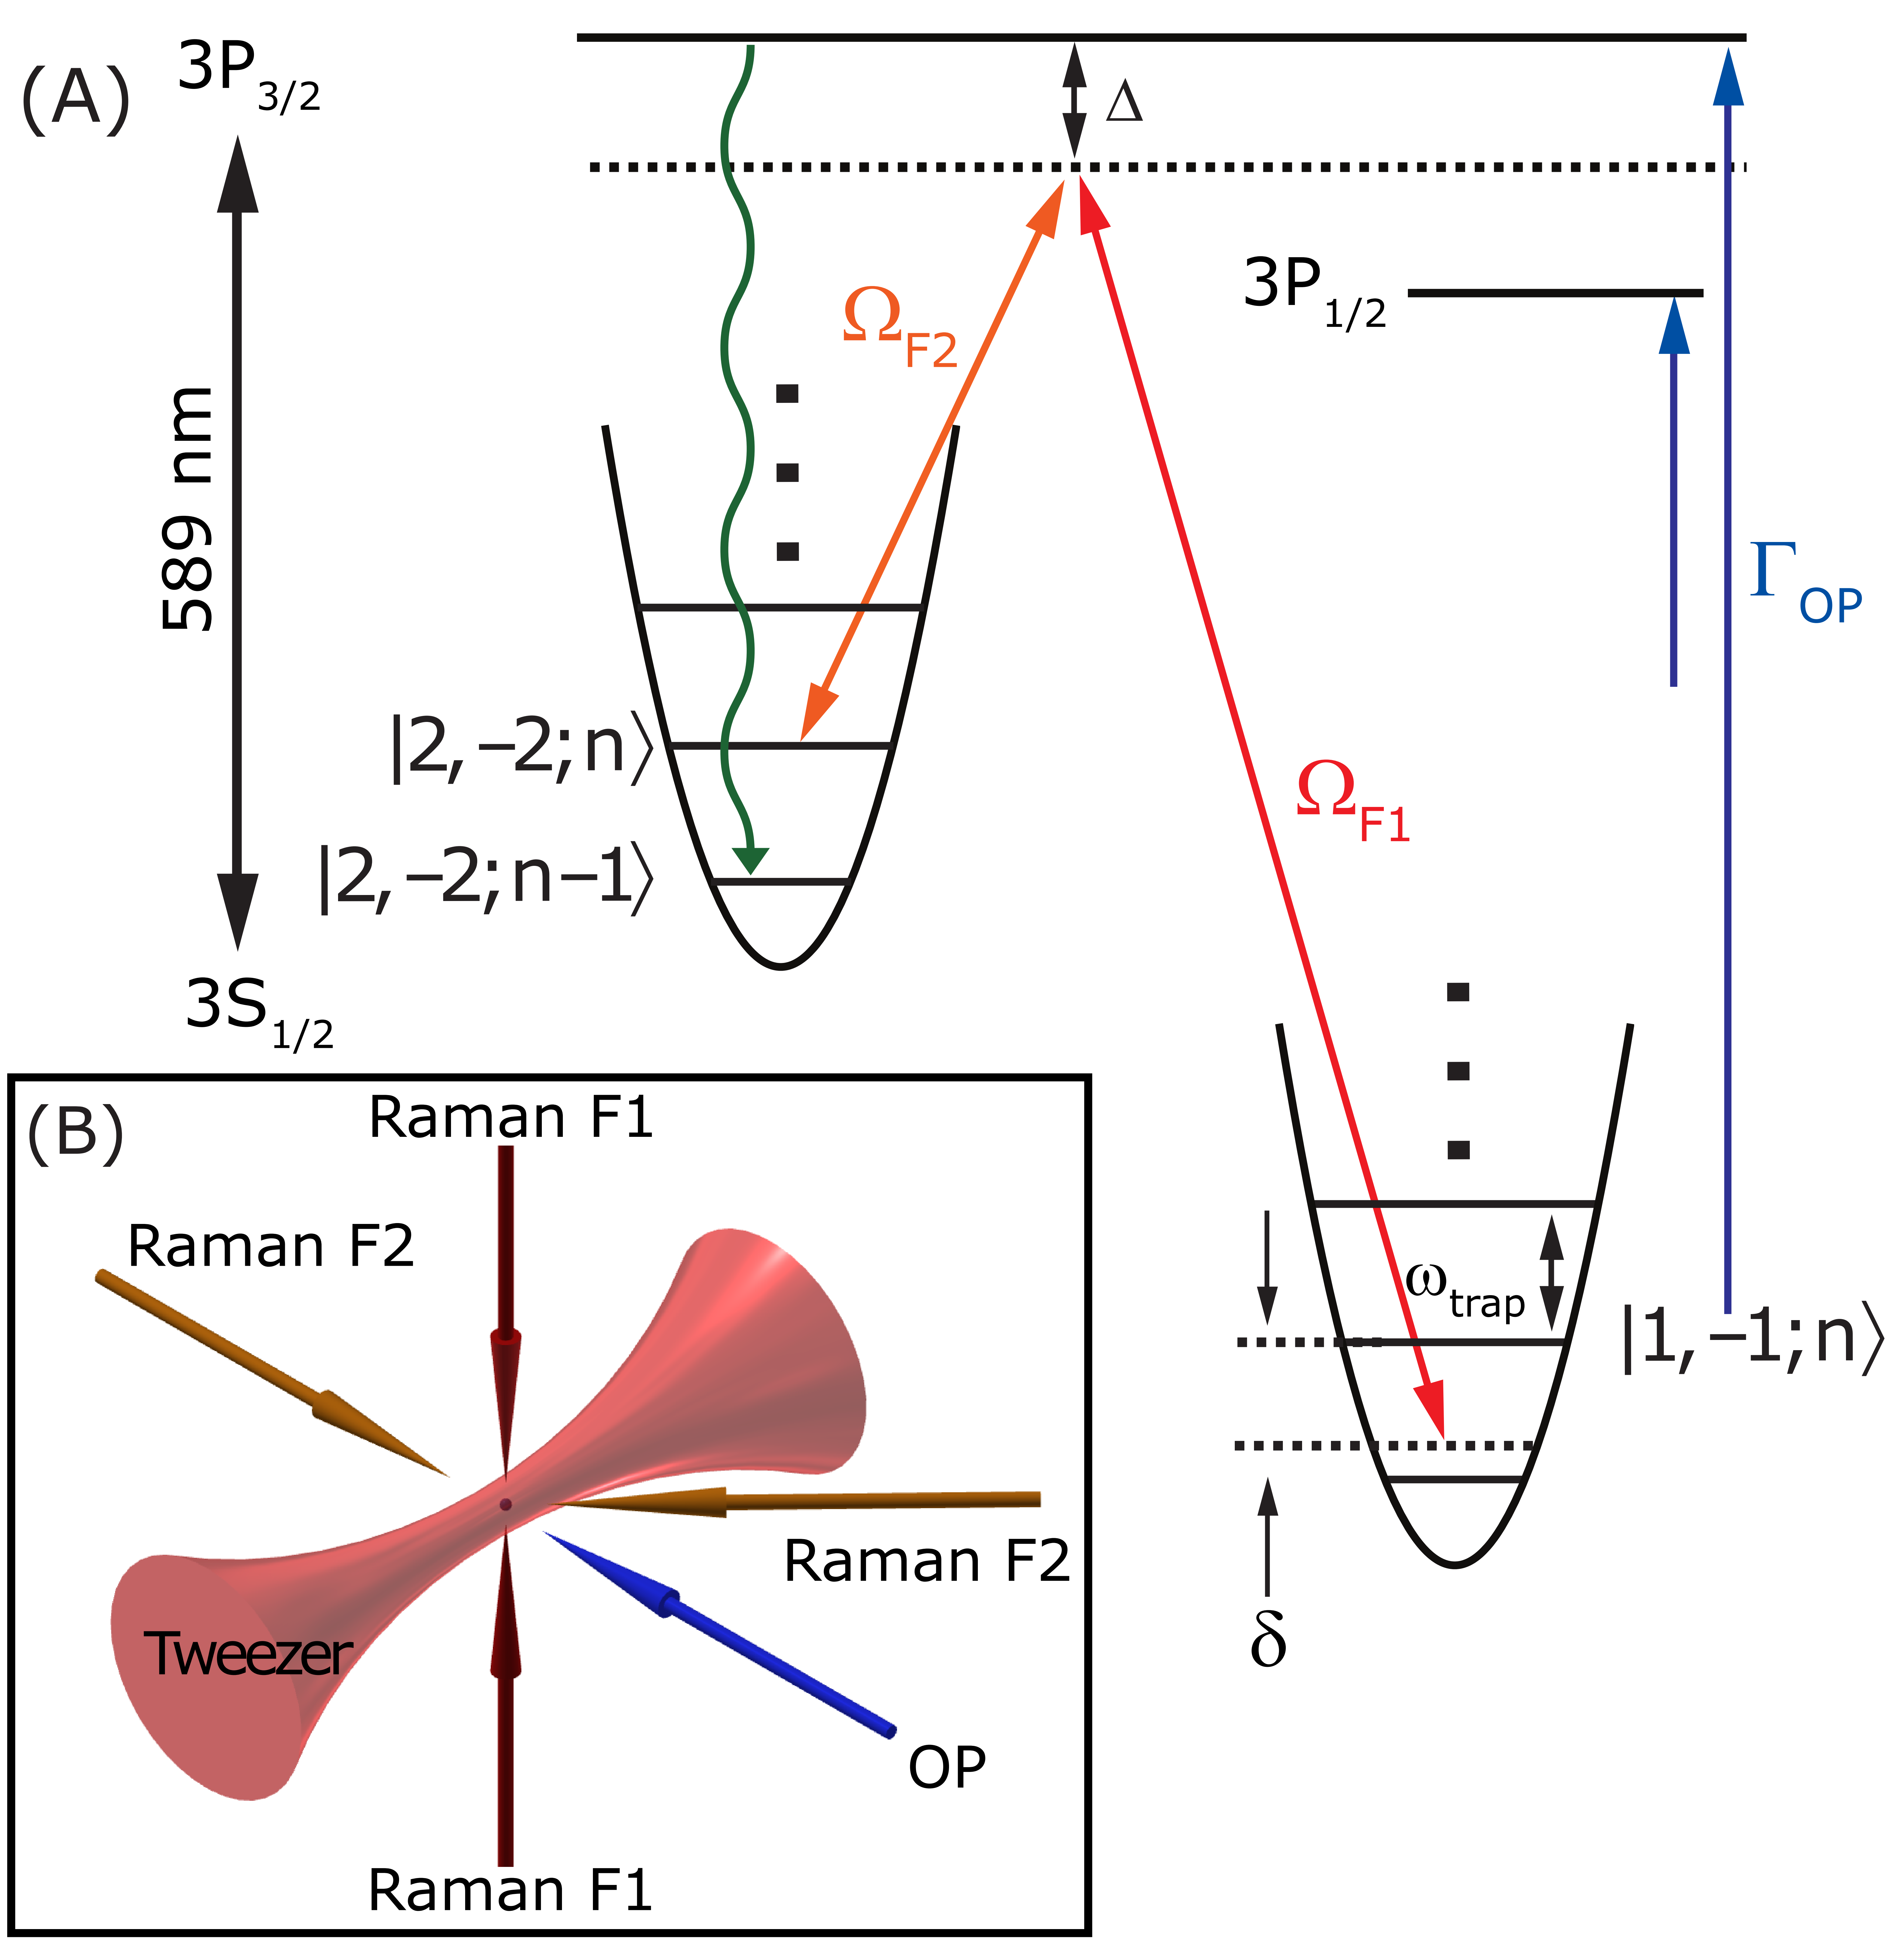 (A)
3P3/2
Δ
3P1/2
ΩF2
589 nm
ΓOP
|2,−2;n⟩
ΩF1
|2,−2;n−1⟩
3S1/2
ωtrap
|1,−1;n⟩
δ
(B)
Raman F1
Raman F2
Raman F2
Tweezer
OP
Raman F1